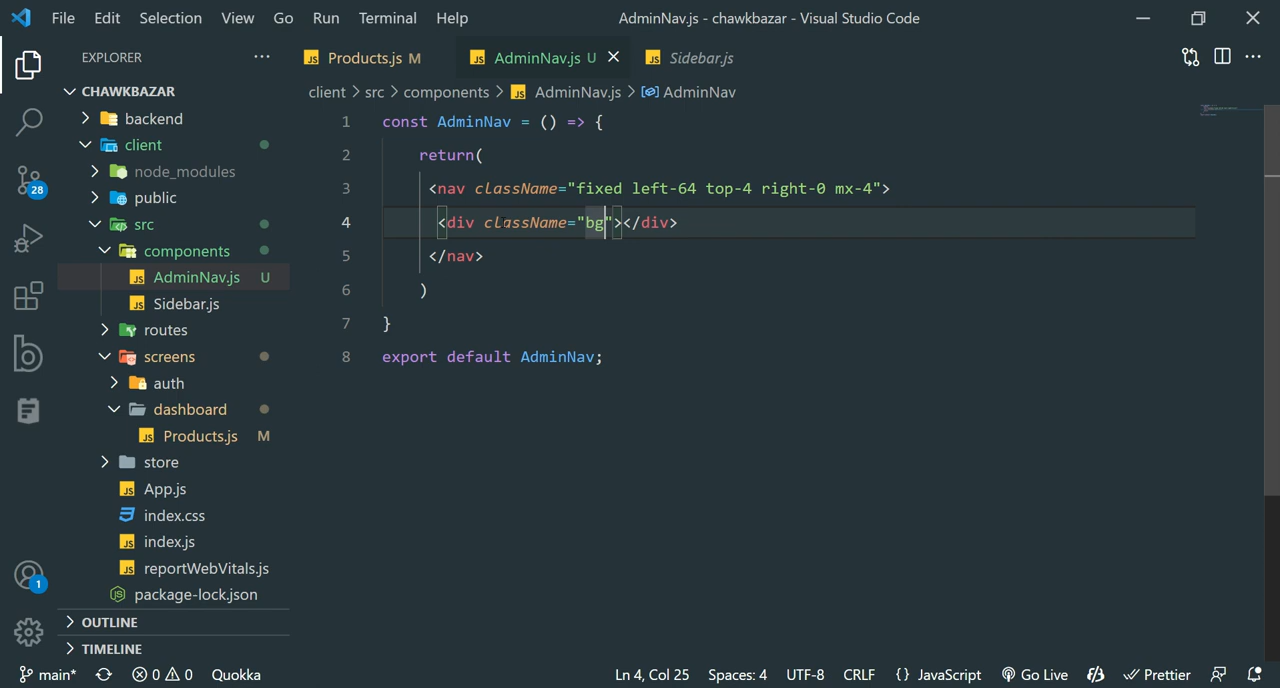 File Edit Selection View Go Run Terminal Help AdminNav.js - chawkbazar - Visual Studio Code
EXPLORER
Products.js M AdminNav.js U Sidebar.js
CHAWKBAZAR
backend
client
node_modules
public
src
components
AdminNav.js U
Sidebar.js
routes
screens
auth
dashboard
Products.js M
store
App.js
index.css
index.js
reportWebVitals.js
package-lock.json
OUTLINE
TIMELINE
28
1
client > src > components > JS AdminNav.js > AdminNav
1 const AdminNav = () => {
2 return(
3 <nav className="fixed left-64 top-4 right-0 mx-4">
4 <div className="bg"></div>
5 </nav>
6 )
7 }
8 export default AdminNav;
main* 0 0 Quokka Ln 4, Col 25 Spaces: 4 UTF-8 CRLF {} JavaScript Go Live Prettier